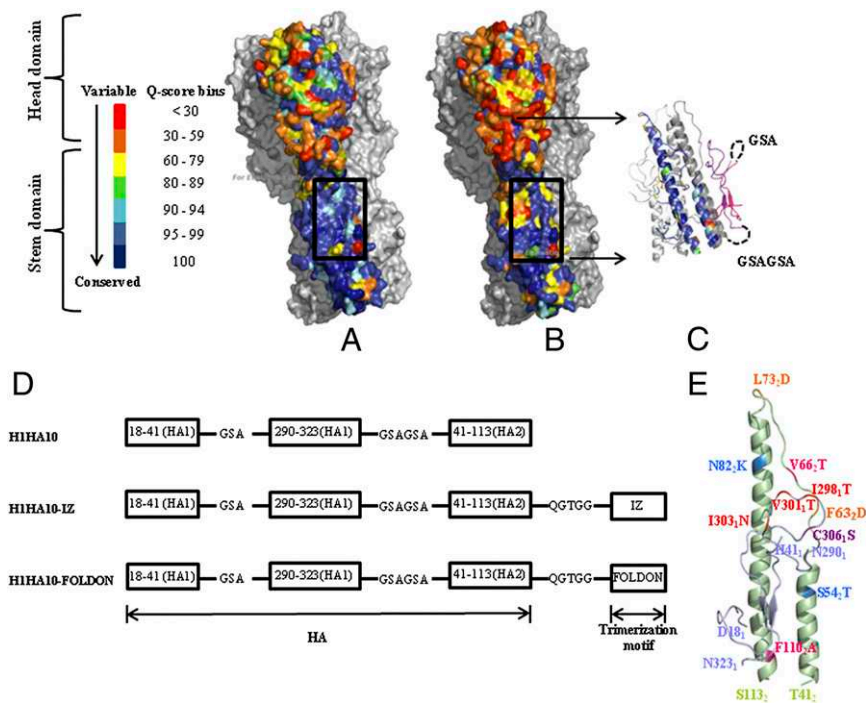 Head domain
Stem domain
Variable
Conserved
Q-score bins
<30
30 - 59
60 - 79
80 - 89
90 - 94
95 - 99
100
A
B
C
GSA
GSAGSA
D
H1HA10
18-41(HA1) GSA 290-323(HA1) GSAGSA 41-113(HA2)
H1HA10-IZ
18-41(HA1) GSA 290-323(HA1) GSAGSA 41-113(HA2) QGTGG IZ
H1HA10-FOLDON
18-41(HA1) GSA 290-323(HA1) GSAGSA 41-113(HA2) QGTGG FOLDON
HA
Trimerization
motif
E
L73₂D
N82₂K
V66₂T
I298₁T
V301₁T
F63₂D
I303₁N
C306₁S
H41₁
N290₁
S54₂T
D18₁
F110₂A
N323₁
S113₂
T41₂